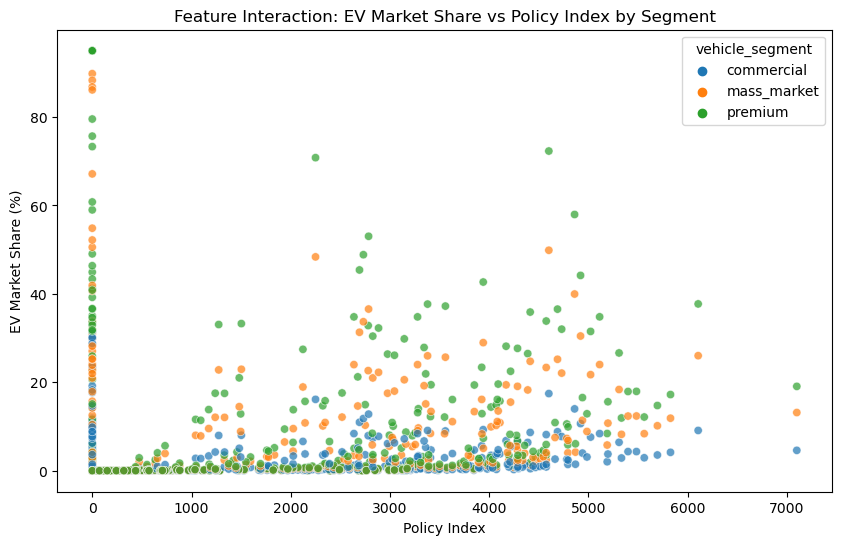 Feature Interaction: EV Market Share vs Policy Index by Segment
vehicle_segment
commercial
mass_market
premium
EV Market Share (%)
80
60
40
20
0
0 1000 2000 3000 4000 5000 6000 7000
Policy Index